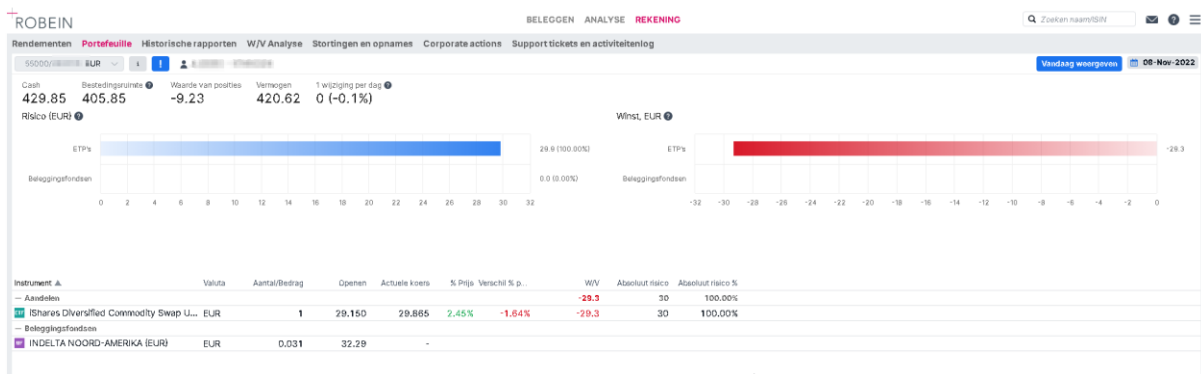 ROBEIN
BELEGGEN ANALYSE REKENING
Zoeken naam/ISIN
Rendementen Portefeuille Historische rapporten W/V Analyse Stortingen en opnames Corporate actions Support tickets en activiteitenlog
55000/ EUR
Vandaag weergeven 08-Nov-2022
Cash Bestedingsruimte Waarde van posities Vermogen 1 wijziging per dag
429.85 405.85 -9.23 420.62 0 (-0.1%)
Risico (EUR) Winst, EUR
ETP's 29.9 (100.00%) ETP's -29.3
Beleggingsfondsen 0.0 (0.00%) Beleggingsfondsen
0 2 4 6 8 10 12 14 16 18 20 22 24 26 28 30 32 -32 -30 -28 -26 -24 -22 -20 -18 -16 -14 -12 -10 -8 -6 -4 -2 0
Instrument Valuta Aantal/Bedrag Openen Actuele koers % Prijs Verschil % p... W/V Absoluut risico Absoluut risico %
— Aandelen -29.3 30 100.00%
iShares Diversified Commodity Swap U... EUR 1 29.150 29.865 2.45% -1.64% -29.3 30 100.00%
— Beleggingsfondsen
INDELTA NOORD-AMERIKA (EUR) EUR 0.031 32.29 -